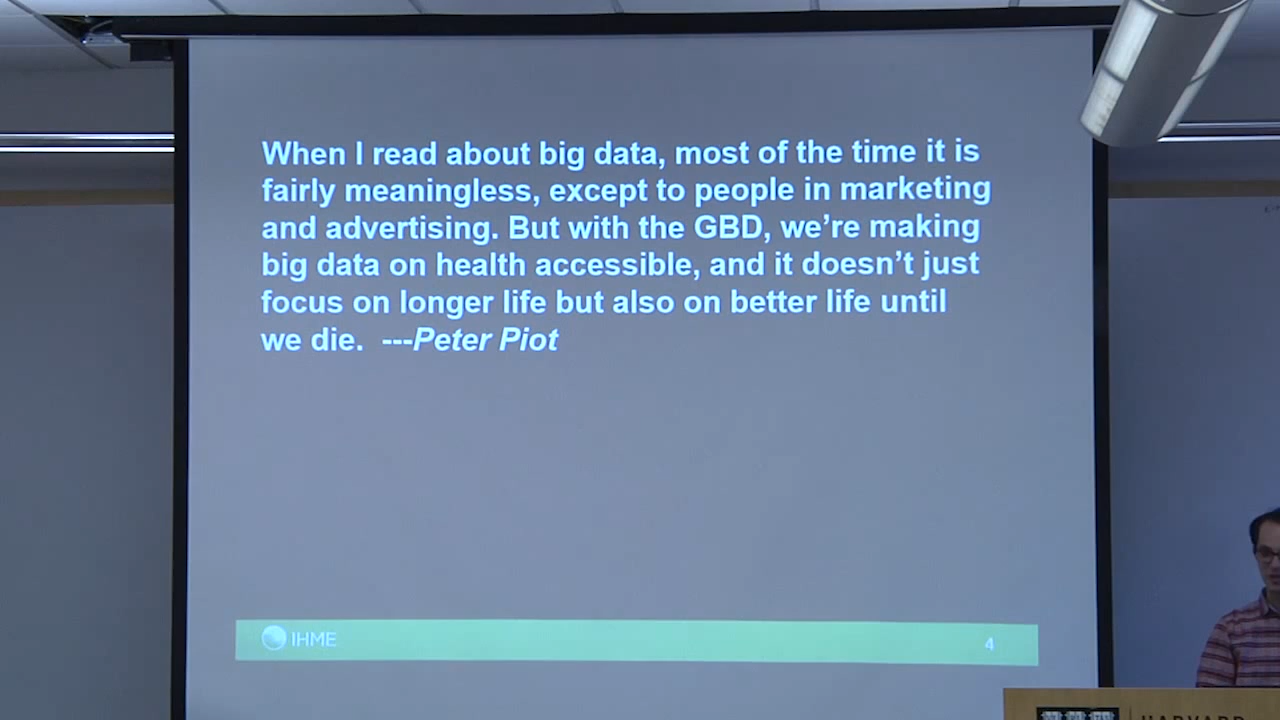 When I read about big data, most of the time it is
fairly meaningless, except to people in marketing
and advertising. But with the GBD, we’re making
big data on health accessible, and it doesn’t just
focus on longer life but also on better life until
we die.  ---Peter Piot
IHME
4
HARVARD